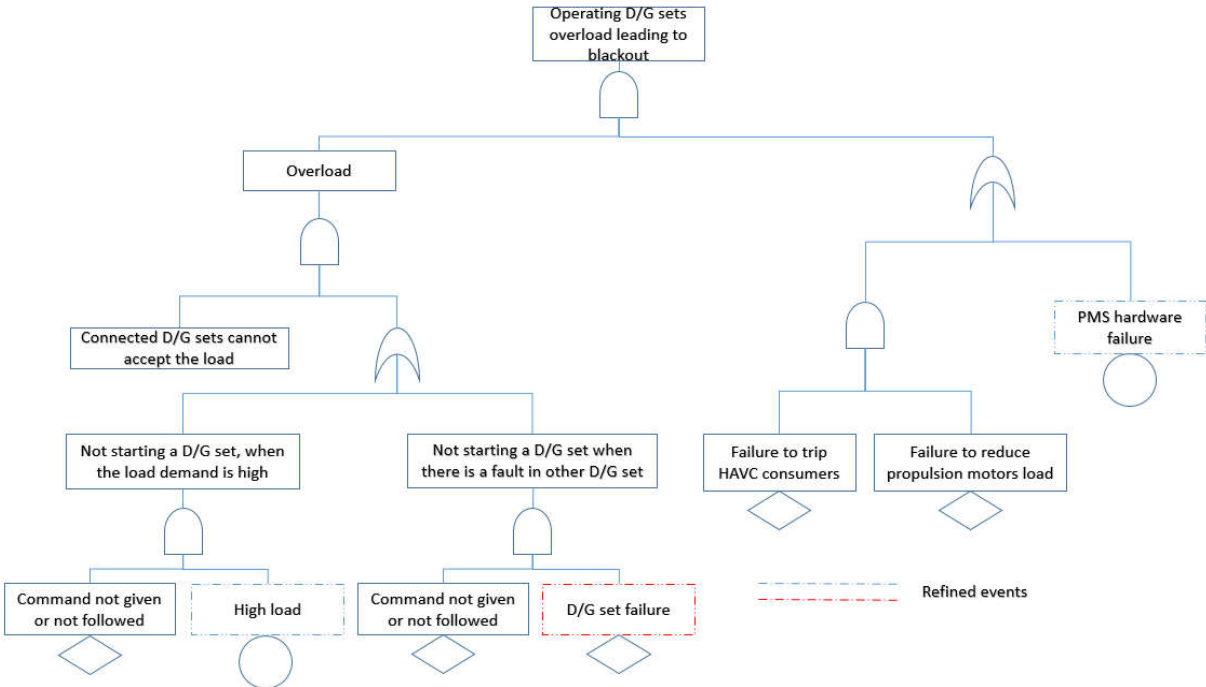 Operating D/G sets
overload leading to
blackout
Overload
Connected D/G sets cannot
accept the load
PMS hardware
failure
Not starting a D/G set, when
the load demand is high
Not starting a D/G set when
there is a fault in other D/G set
Failure to trip
HAVC consumers
Failure to reduce
propulsion motors load
Command not given
or not followed
High load
Command not given
or not followed
D/G set failure
Refined events